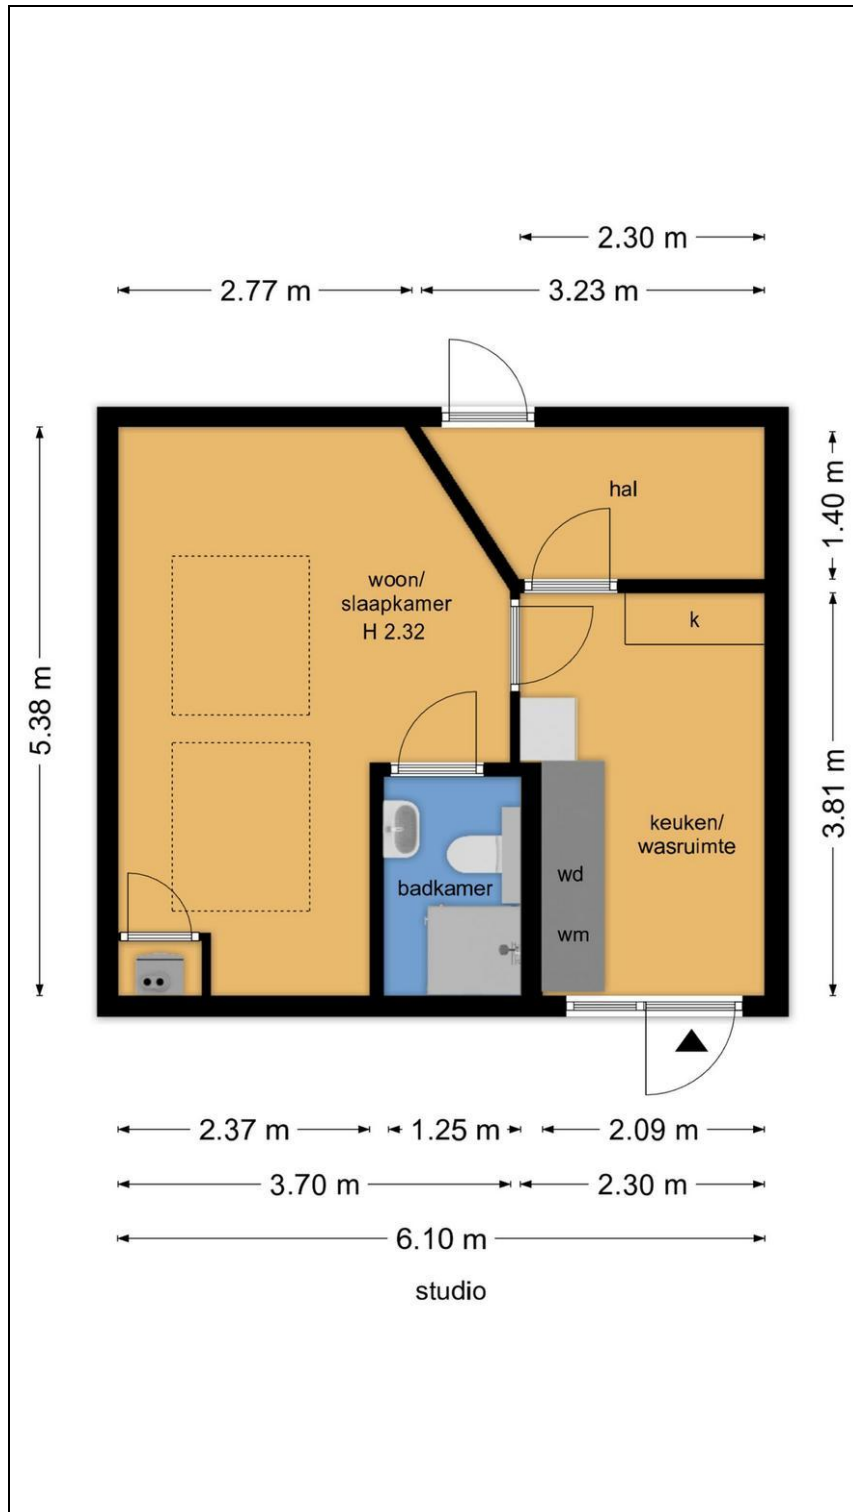 2.30 m
2.77 m
3.23 m
hal
1.40 m
woon/
slaapkamer
H 2.32
k
5.38 m
3.81 m
keuken/
wasruimte
badkamer
wd
wm
2.37 m
1.25 m
2.09 m
3.70 m
2.30 m
6.10 m
studio